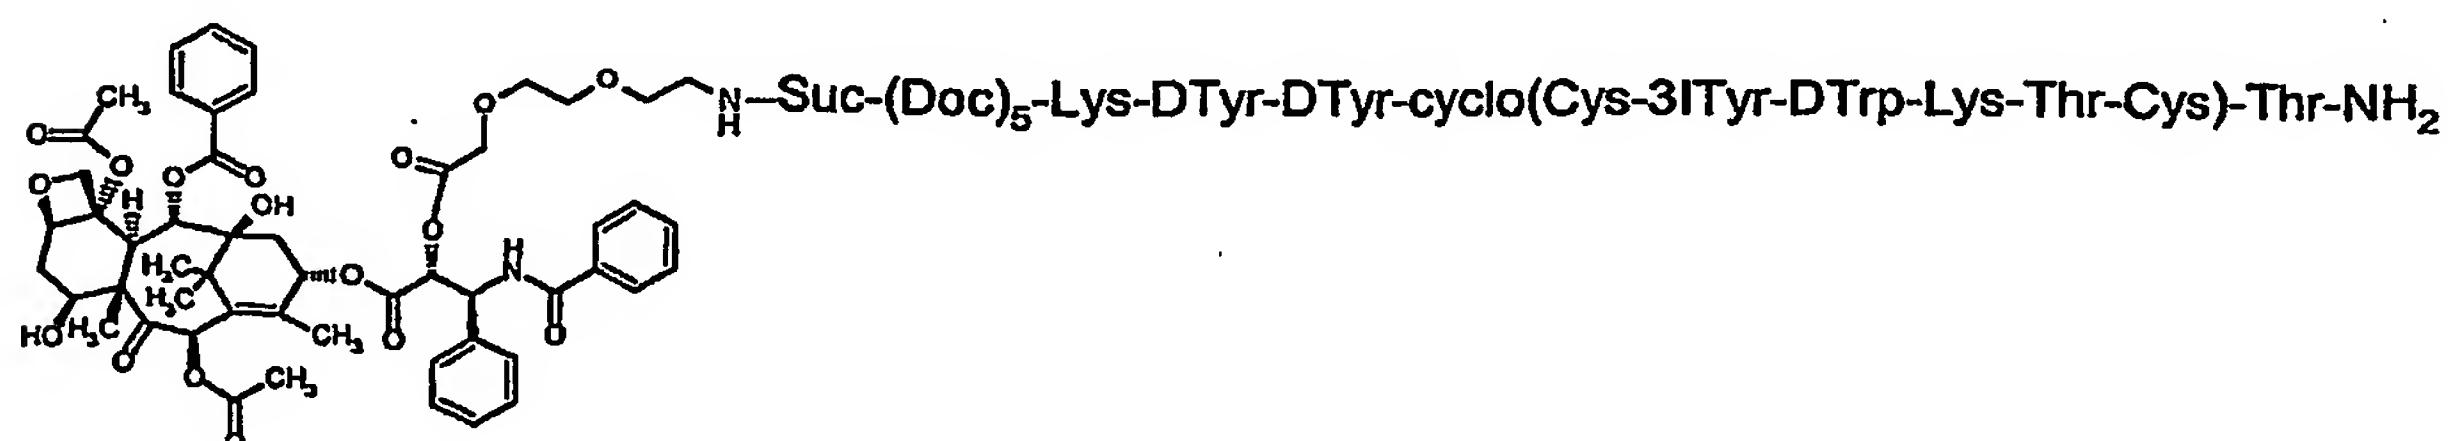 CH₃
O
O
O
O
H
OH
O
O
O
O
N
H
Suc-(Doc)₅-Lys-DTyr-DTyr-cyclo(Cys-3ITyr-DTrp-Lys-Thr-Cys)-Thr-NH₂
O
O
H
N
O
O
O
H₃C
H₃C
H₃C
HO
O
CH₃
O
CH₃
O